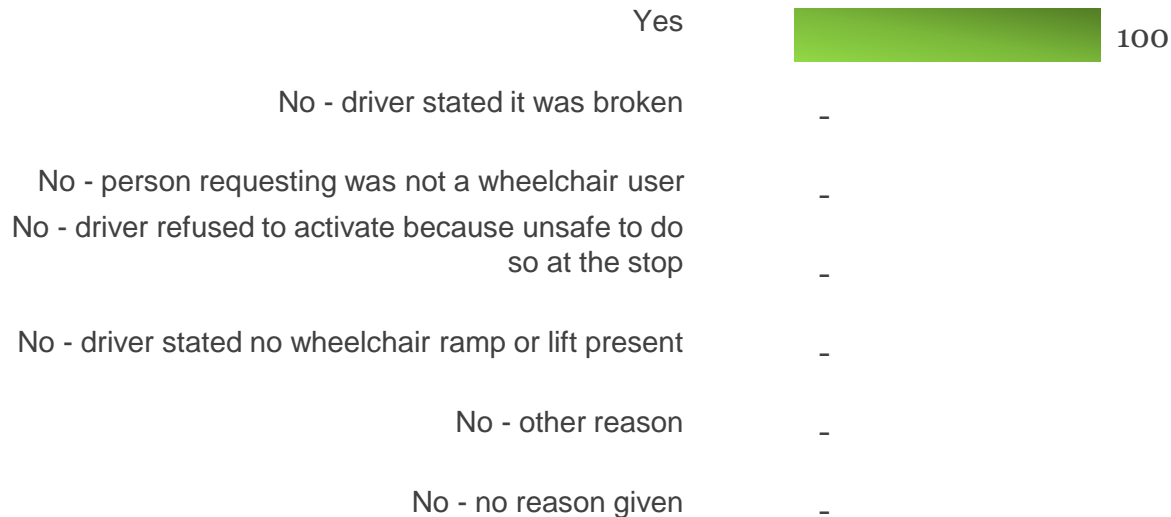 Yes
100
No - driver stated it was broken
-
No - person requesting was not a wheelchair user
-
No - driver refused to activate because unsafe to do
so at the stop
-
No - driver stated no wheelchair ramp or lift present
-
No - other reason
-
No - no reason given
-